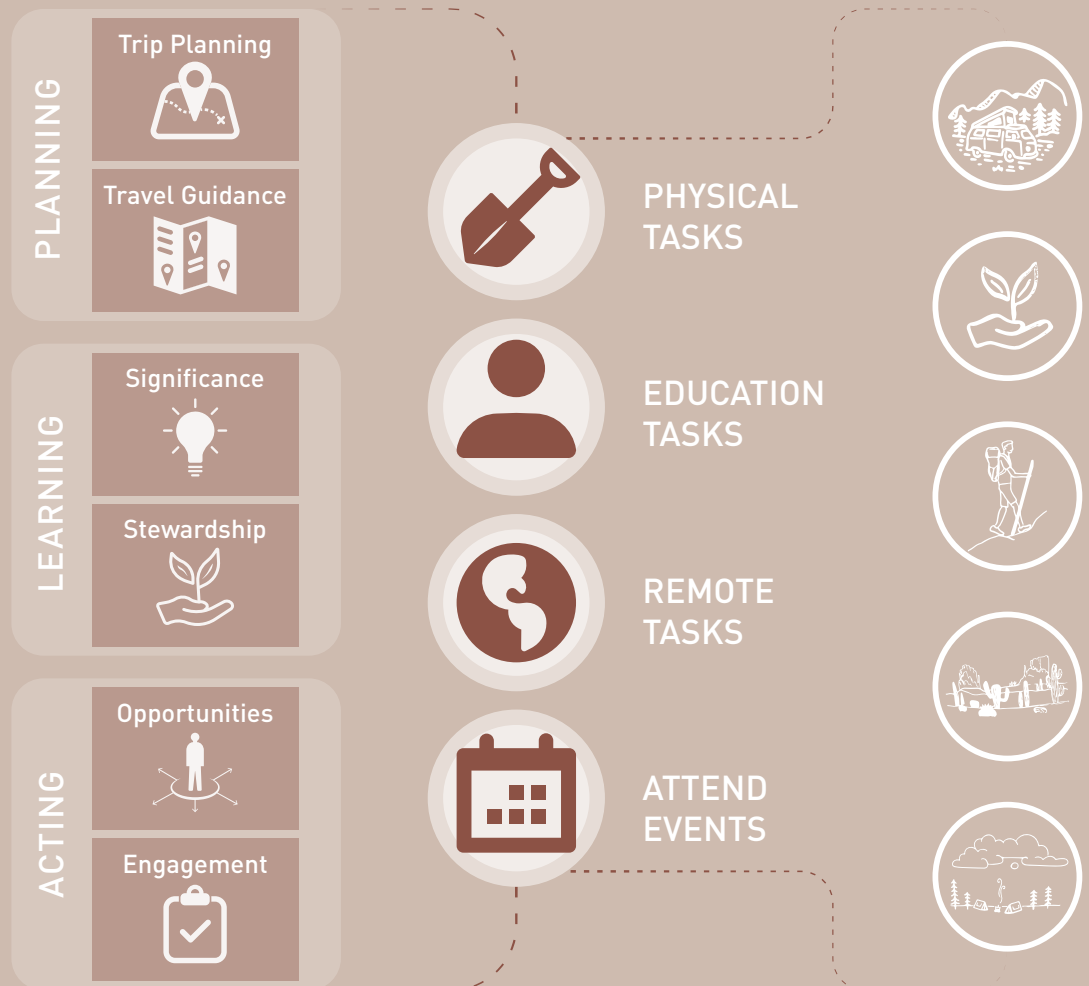 PLANNING
Trip Planning
Travel Guidance
LEARNING
Significance
Stewardship
ACTING
Opportunities
Engagement
PHYSICAL
TASKS
EDUCATION
TASKS
REMOTE
TASKS
ATTEND
EVENTS